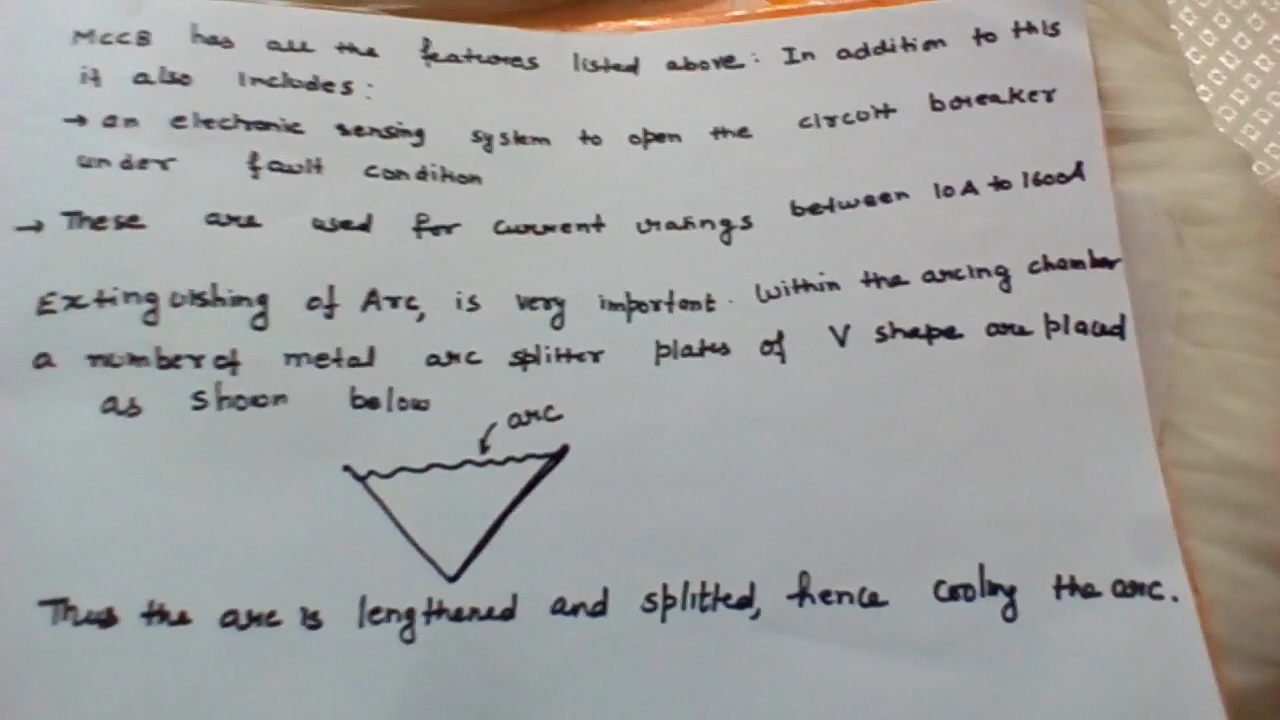 MCCB has all the features listed above: In addition to this
it also Includes:
→ an electronic sensing system to open the circuit breaker
under fault condition
→ These are used for current ratings between 10A to 1600A
Extinguishing of Arc, is very important. Within the arcing chamber
a number of metal arc splitter plates of V shape are placed
as shown below
arc
Thus the arc is lengthened and splitted, hence cooling the arc.